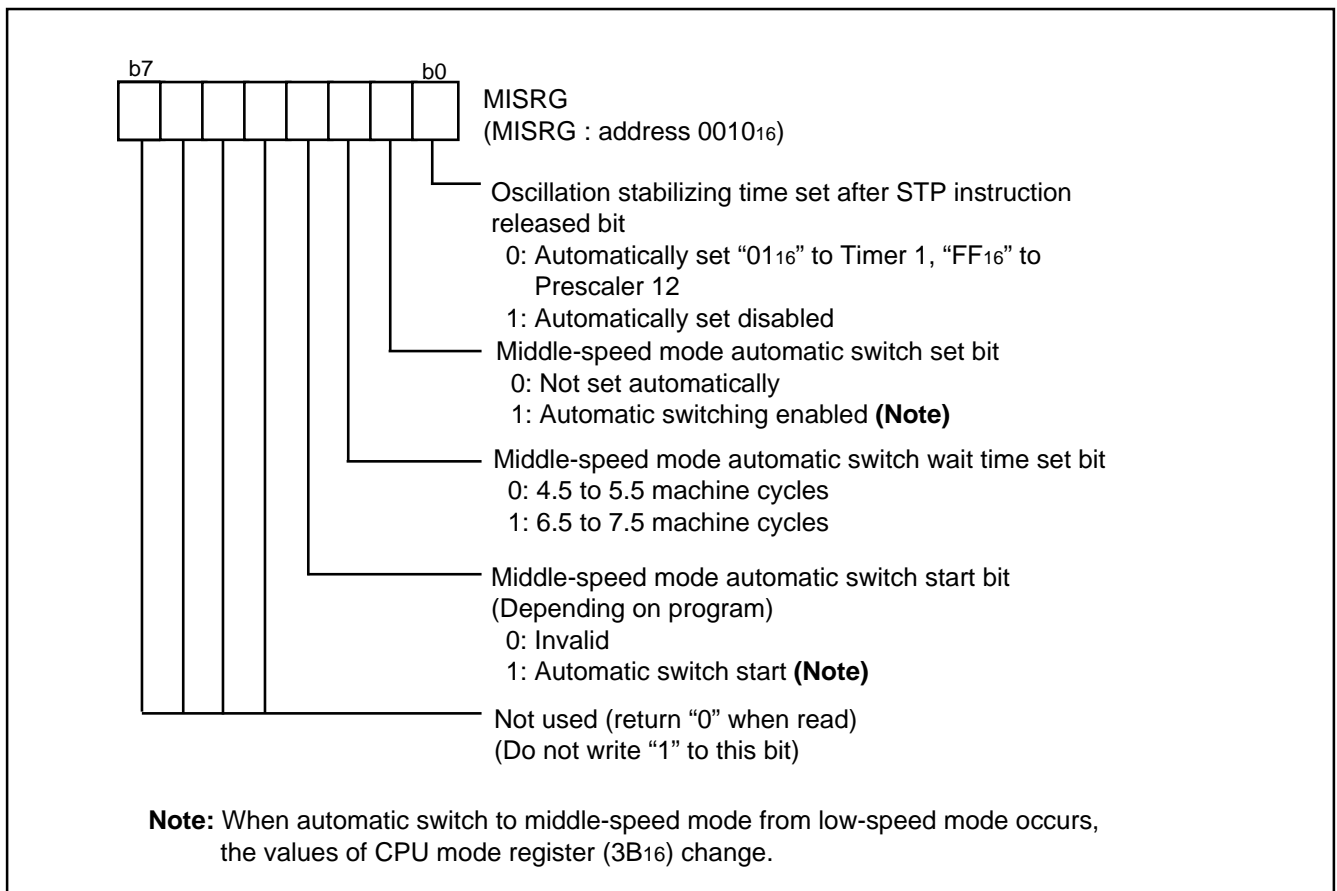 b7 b0
MISRG
(MISRG : address 001016)
Oscillation stabilizing time set after STP instruction
released bit
0: Automatically set “0116” to Timer 1, “FF16” to
Prescaler 12
1: Automatically set disabled
Middle-speed mode automatic switch set bit
0: Not set automatically
1: Automatic switching enabled (Note)
Middle-speed mode automatic switch wait time set bit
0: 4.5 to 5.5 machine cycles
1: 6.5 to 7.5 machine cycles
Middle-speed mode automatic switch start bit
(Depending on program)
0: Invalid
1: Automatic switch start (Note)
Not used (return “0” when read)
(Do not write “1” to this bit)
Note: When automatic switch to middle-speed mode from low-speed mode occurs,
the values of CPU mode register (3B16) change.